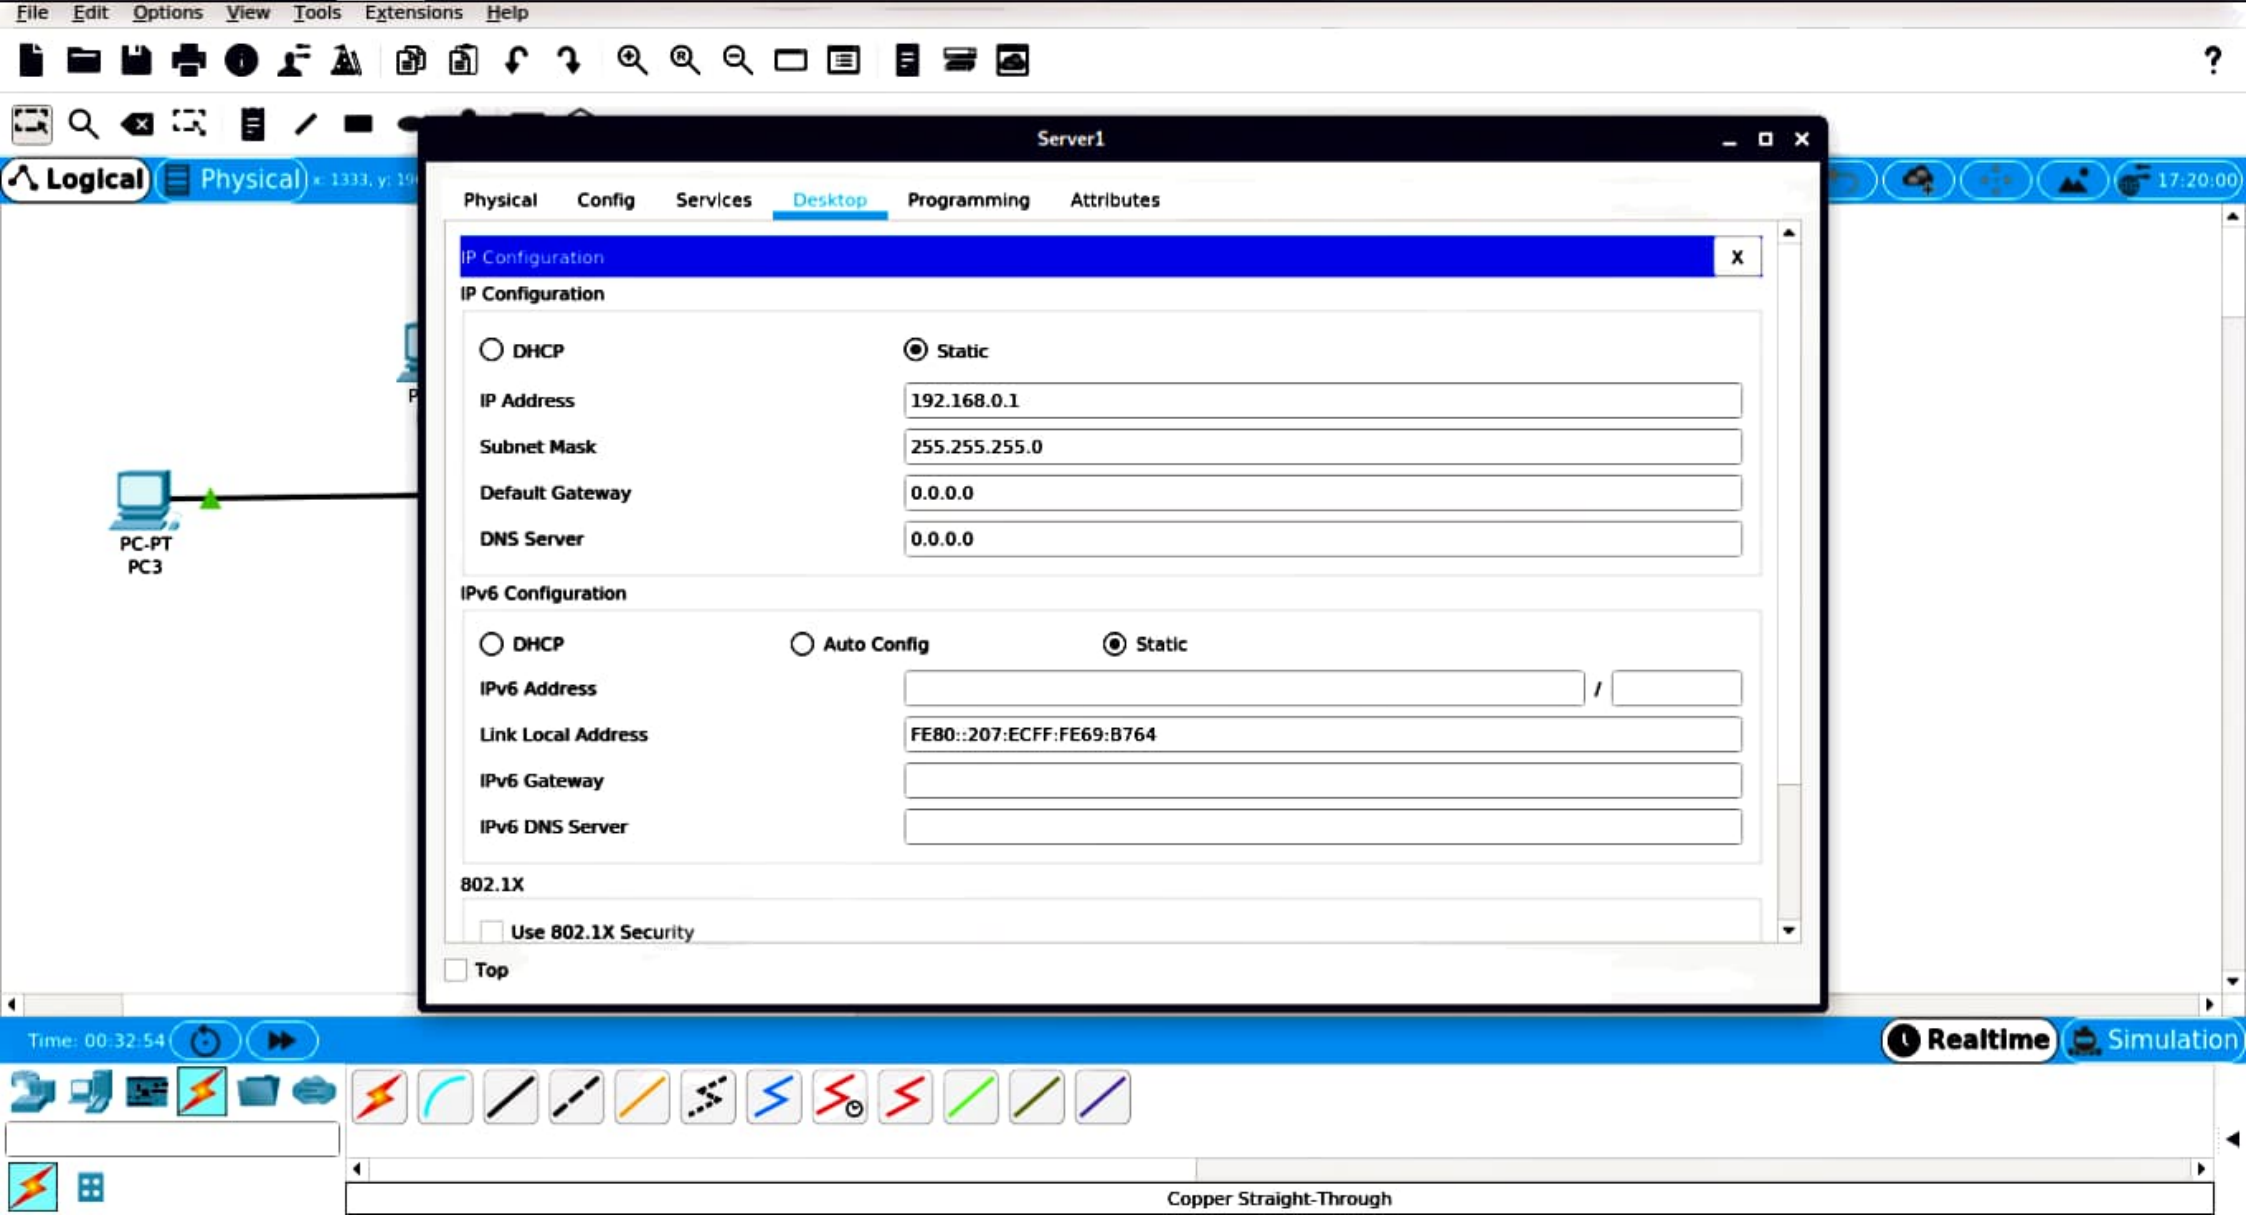 File Edit Options View Tools Extensions Help
?
Server1
Logical Physical x: 1333, y: 19 17:20:00
Physical Config Services Desktop Programming Attributes
IP Configuration X
IP Configuration
DHCP Static
IP Address 192.168.0.1
Subnet Mask 255.255.255.0
Default Gateway 0.0.0.0
DNS Server 0.0.0.0
P
PC-PT
PC3
IPv6 Configuration
DHCP Auto Config Static
IPv6 Address /
Link Local Address FE80::207:ECFF:FE69:B764
IPv6 Gateway
IPv6 DNS Server
802.1X
Use 802.1X Security
Top
Time: 00:32:54 Realtime Simulation
Copper Straight-Through